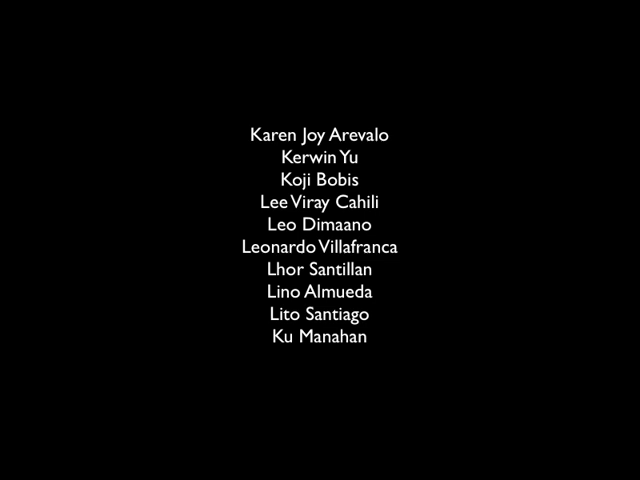 Karen Joy Arevalo
Kerwin Yu
Koji Bobis
Lee Viray Cahili
Leo Dimaano
Leonardo Villafranca
Lhor Santillan
Lino Almueda
Lito Santiago
Ku Manahan